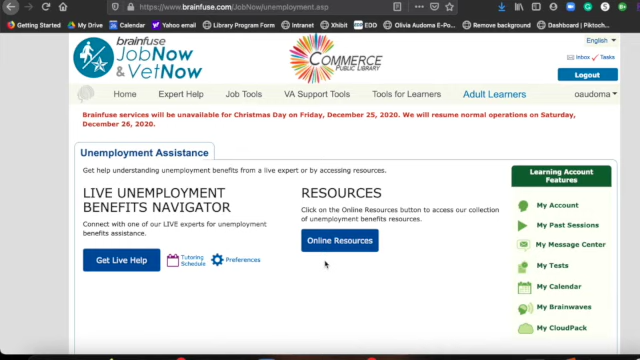 https://www.brainfuse.com/JobNow/unemployment.asp
Getting Started My Drive Calendar Yahoo email Library Program Form Intranet Xhibit EDD Olivia Audoma E-P... Remove background Dashboard | Piktoch...
brainfuse
JobNow
& VetNow
COMMERCE
PUBLIC LIBRARY
English
Inbox Tasks
Logout
Home Expert Help Job Tools VA Support Tools Tools for Learners Adult Learners oaudoma
Brainfuse services will be unavailable for Christmas Day on Friday, December 25, 2020. We will resume normal operations on Saturday,
December 26, 2020.
Unemployment Assistance
Get help understanding unemployment benefits from a live expert or by accessing resources.
LIVE UNEMPLOYMENT
BENEFITS NAVIGATOR
Connect with one of our LIVE experts for unemployment
benefits assistance.
Get Live Help
Tutoring
Schedule
Preferences
RESOURCES
Click on the Online Resources button to access our collection
of unemployment benefits resources.
Online Resources
Learning Account
Features
My Account
My Past Sessions
My Message Center
My Tests
My Calendar
My Brainwaves
My CloudPack